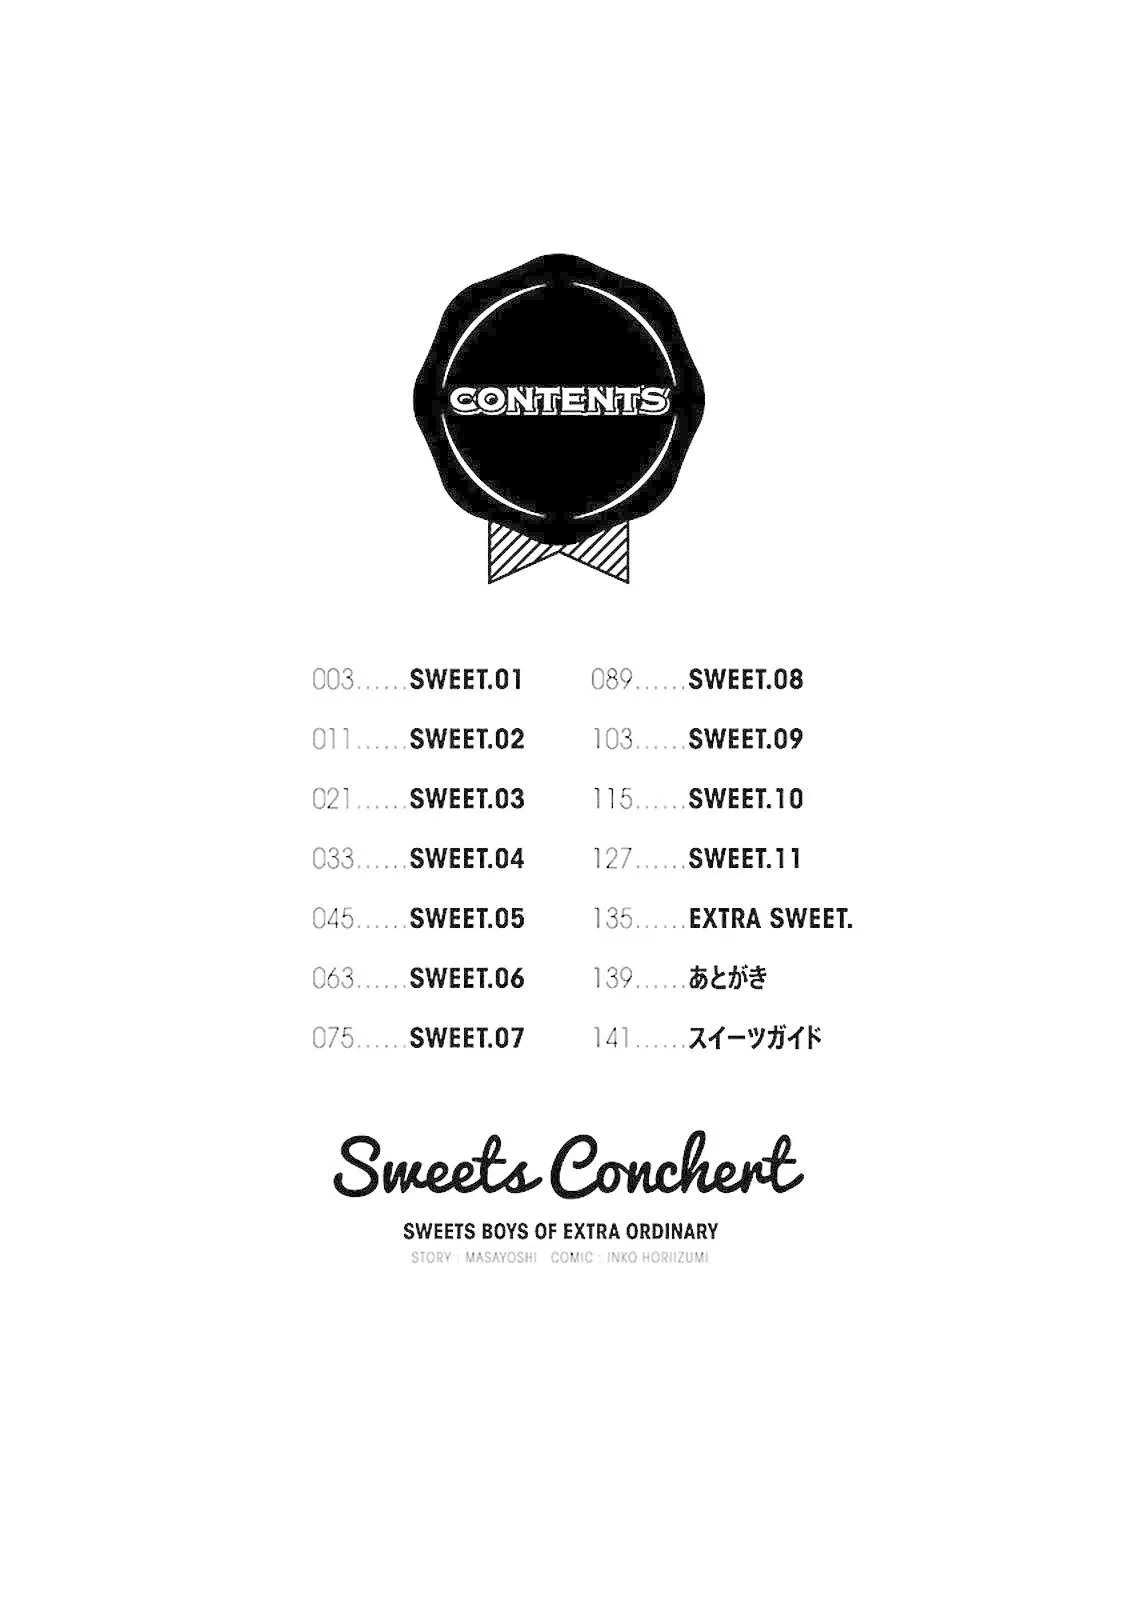 CONTENTS
003......SWEET.01
011......SWEET.02
021......SWEET.03
033......SWEET.04
045......SWEET.05
063......SWEET.06
075......SWEET.07
089......SWEET.08
103......SWEET.09
115......SWEET.10
127......SWEET.11
135......EXTRA SWEET.
139......あとがき
141......スイーツガイド
Sweets Conchert
SWEETS BOYS OF EXTRA ORDINARY
STORY : MASAYOSHI COMIC : INKO HORIIZUMI